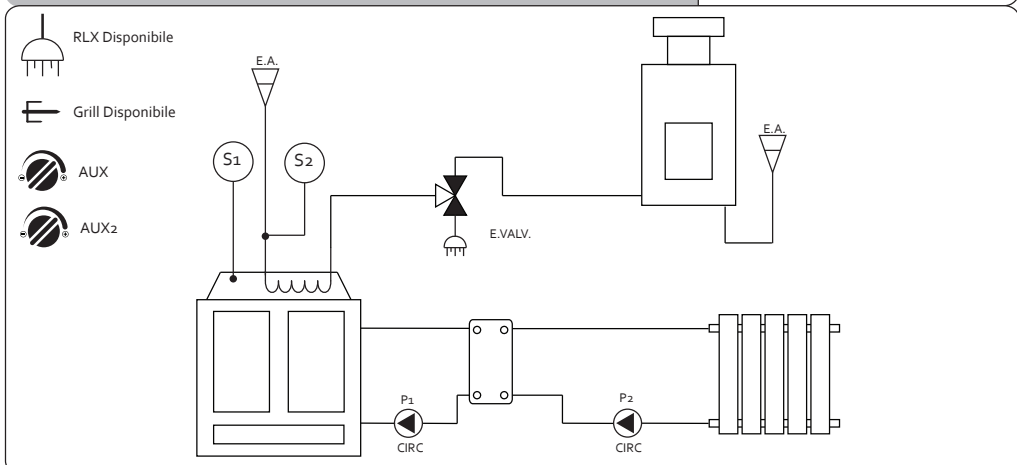 RLX Disponibile
Grill Disponibile
AUX
AUX2
E.A.
S1
S2
E.VALV.
E.A.
P1
CIRC
P2
CIRC